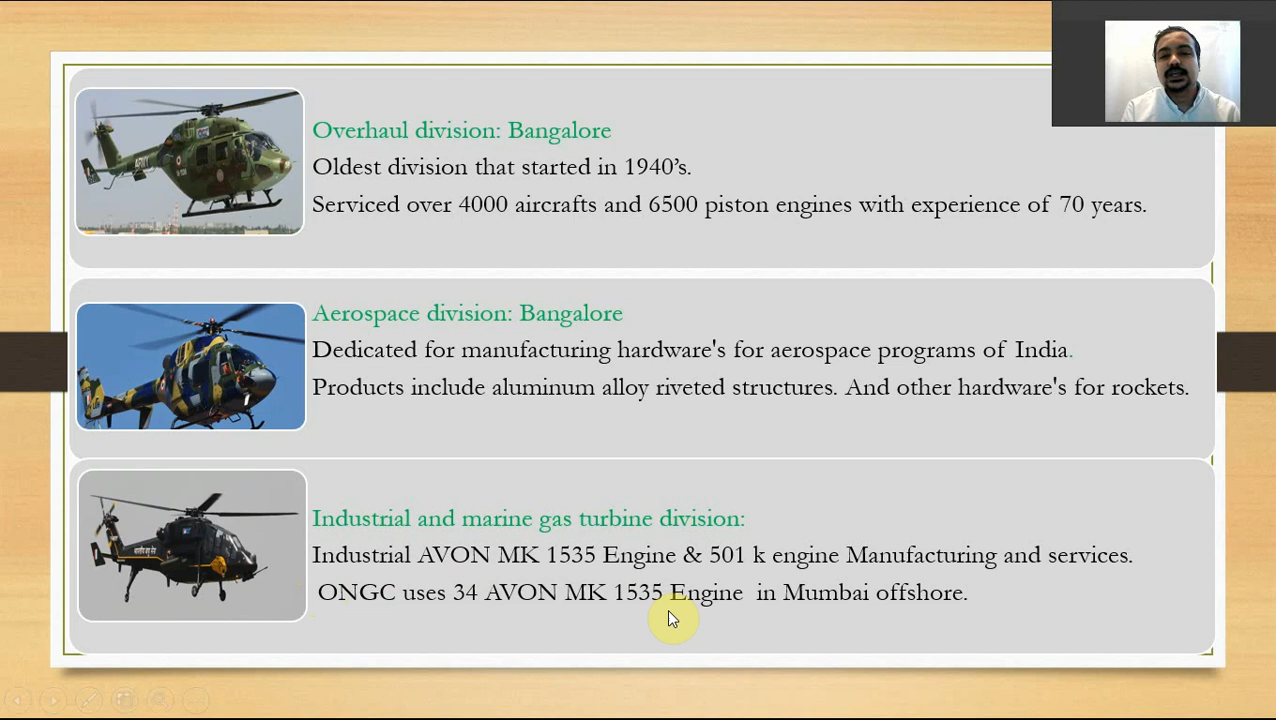 Overhaul division: Bangalore
Oldest division that started in 1940’s.
Serviced over 4000 aircrafts and 6500 piston engines with experience of 70 years.
ARMY
Aerospace division: Bangalore
Dedicated for manufacturing hardware's for aerospace programs of India.
Products include aluminum alloy riveted structures. And other hardware's for rockets.
Industrial and marine gas turbine division:
Industrial AVON MK 1535 Engine & 501 k engine Manufacturing and services.
ONGC uses 34 AVON MK 1535 Engine in Mumbai offshore.